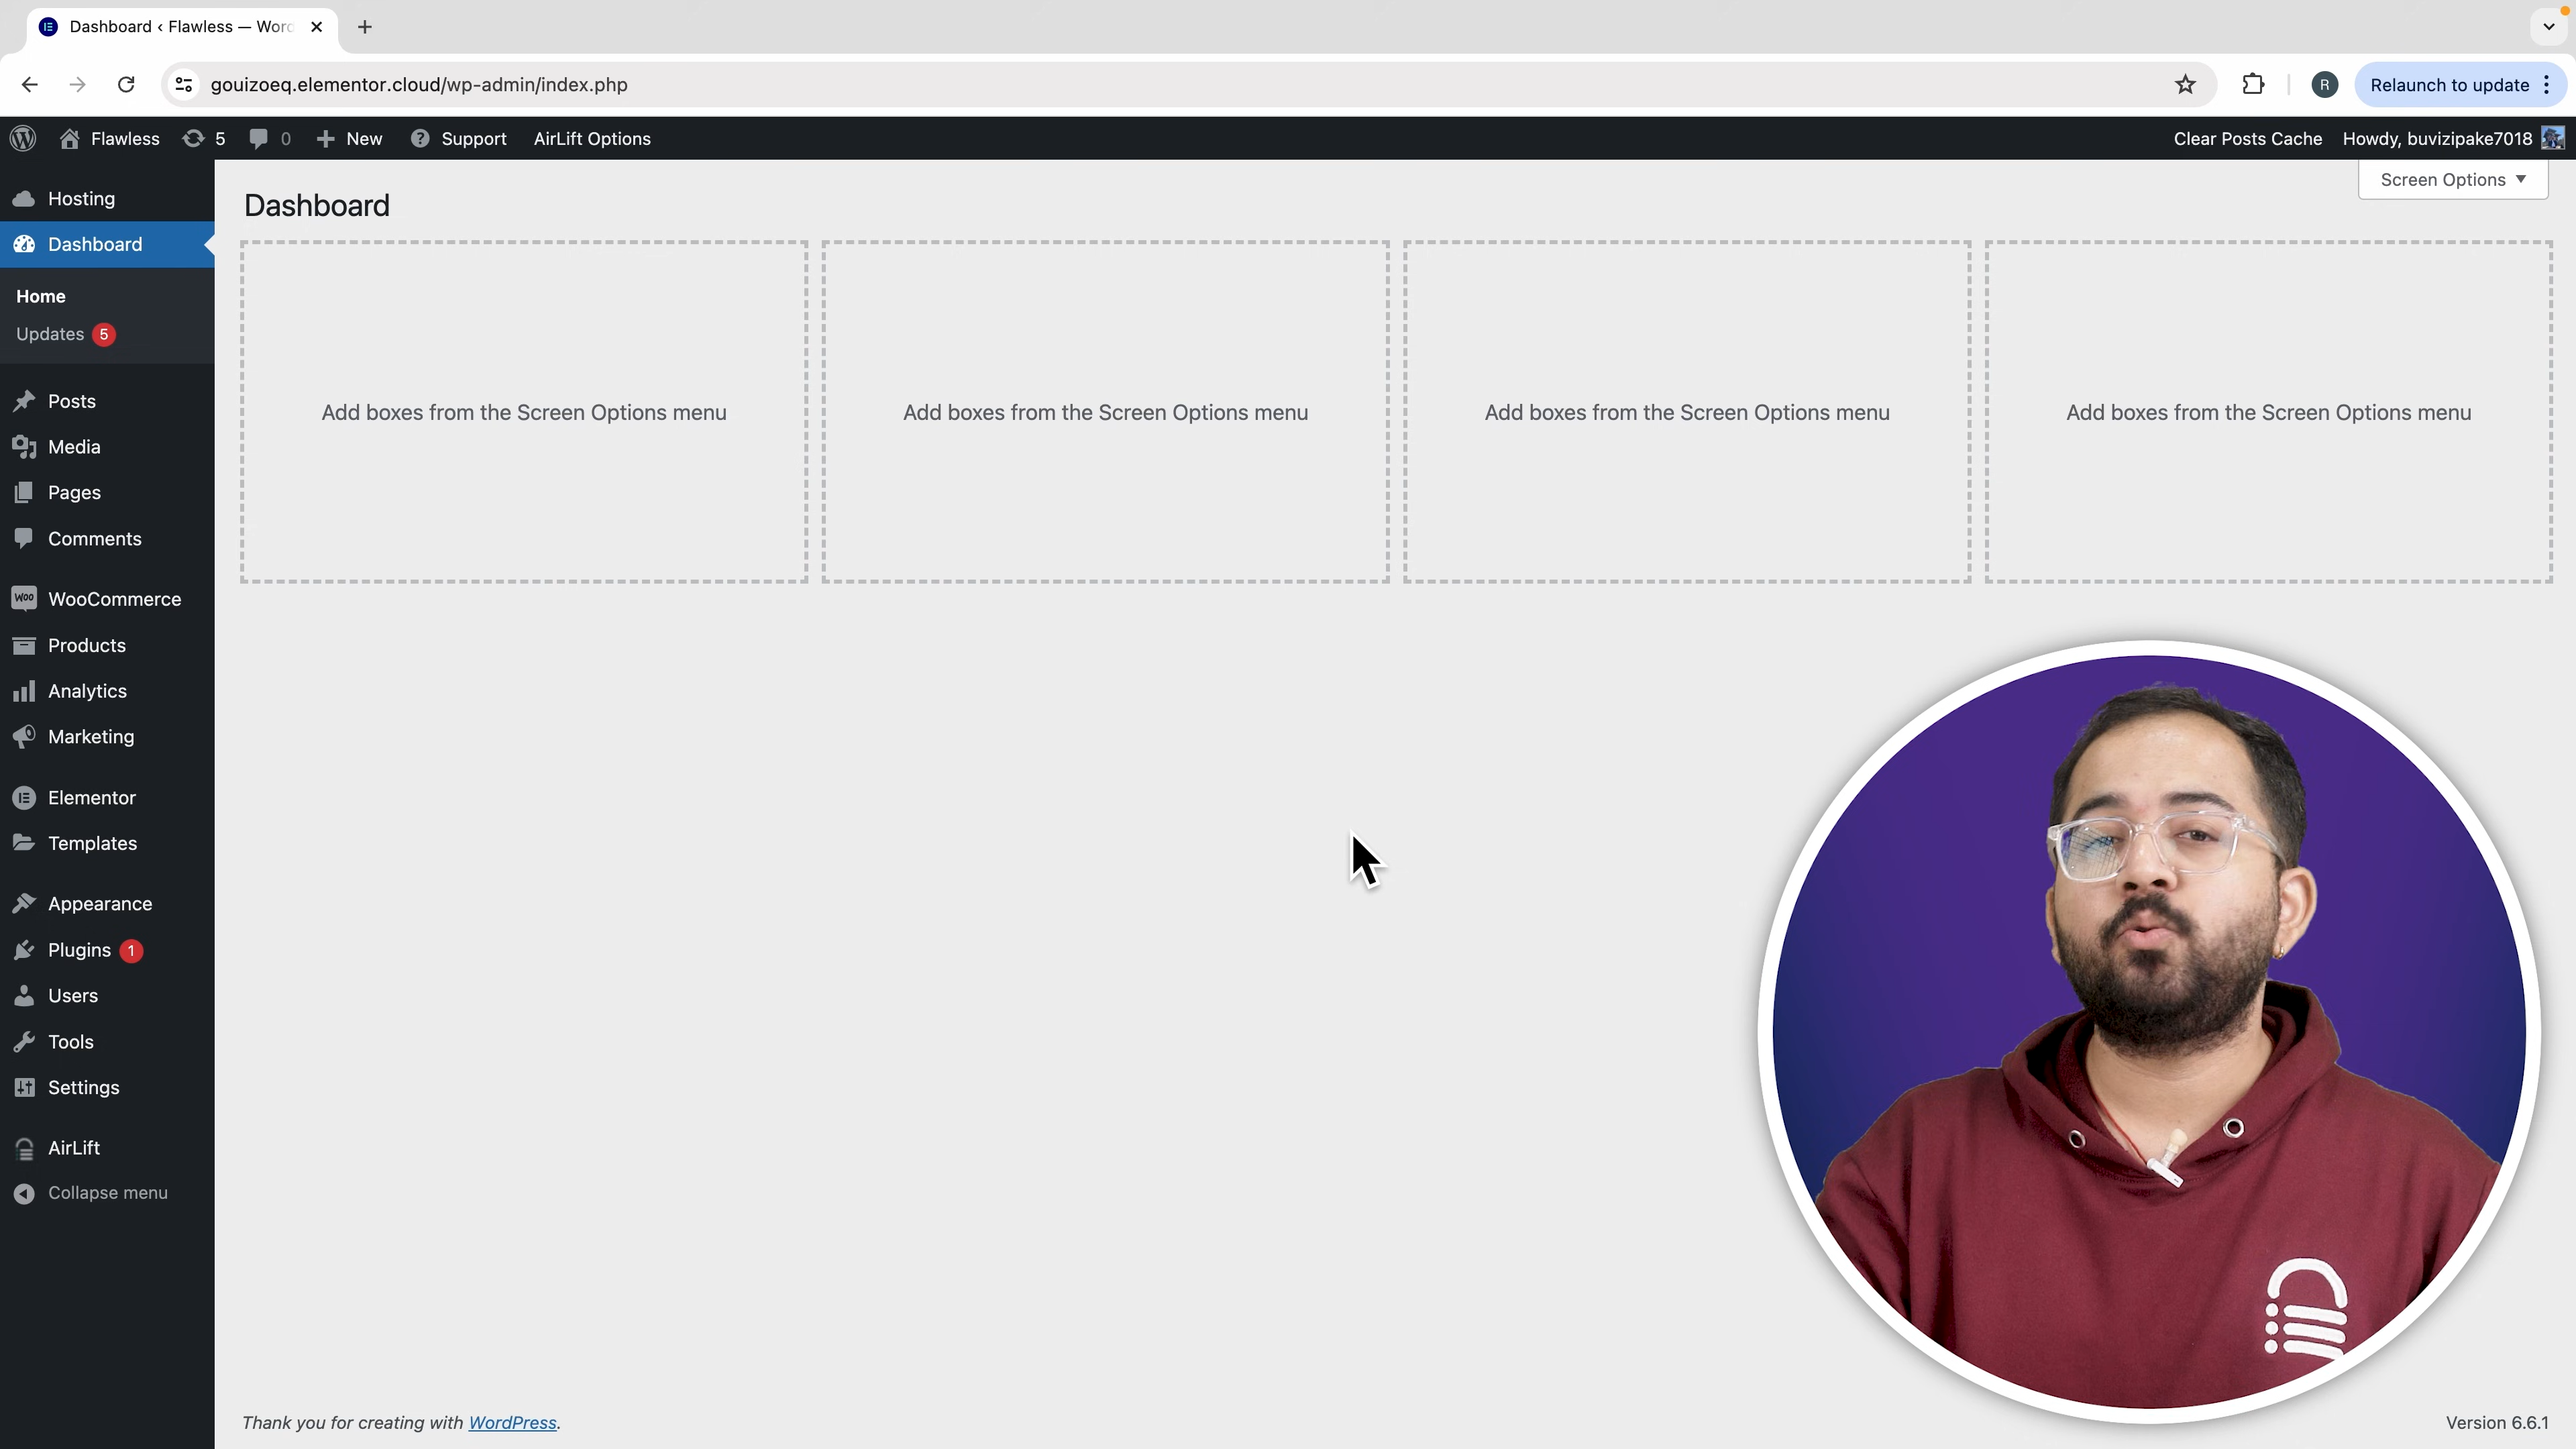 Dashboard ‹ Flawless — Word
gouizoeq.elementor.cloud/wp-admin/index.php
R
Relaunch to update
Flawless
5
0
New
Support
AirLift Options
Clear Posts Cache
Howdy, buvizipake7018
Screen Options
Hosting
Dashboard
Home
Updates 5
Posts
Media
Pages
Comments
WooCommerce
Products
Analytics
Marketing
Elementor
Templates
Appearance
Plugins 1
Users
Tools
Settings
AirLift
Collapse menu
Dashboard
Add boxes from the Screen Options menu
Add boxes from the Screen Options menu
Add boxes from the Screen Options menu
Add boxes from the Screen Options menu
Thank you for creating with WordPress.
Version 6.6.1